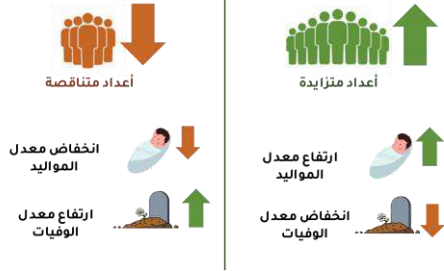 أعداد متزايدة
ارتفاع معدل
المواليد
انخفاض معدل
الوفيات
أعداد متناقصة
انخفاض معدل
المواليد
ارتفاع معدل
الوفيات